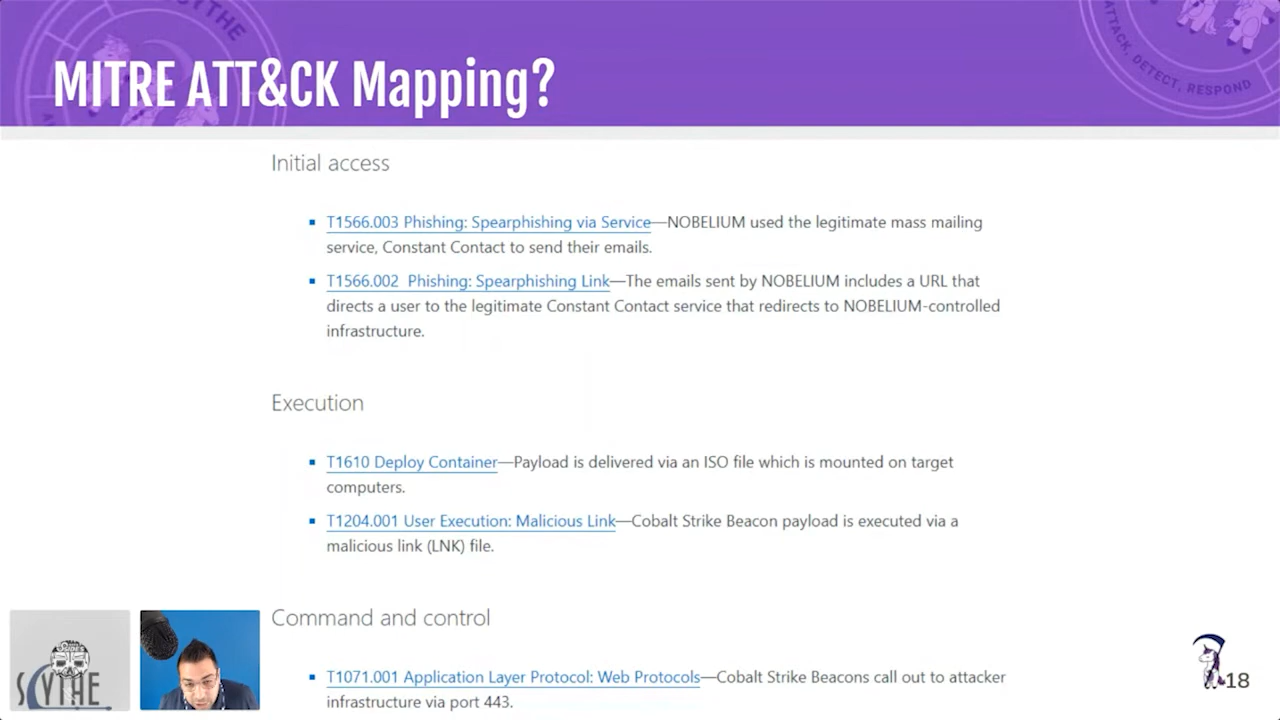 MITRE ATT&CK Mapping?
ATTACK, DETECT, RESPOND
Initial access
T1566.003 Phishing: Spearphishing via Service—NOBELIUM used the legitimate mass mailing
service, Constant Contact to send their emails.
T1566.002 Phishing: Spearphishing Link—The emails sent by NOBELIUM includes a URL that
directs a user to the legitimate Constant Contact service that redirects to NOBELIUM-controlled
infrastructure.
Execution
T1610 Deploy Container—Payload is delivered via an ISO file which is mounted on target
computers.
T1204.001 User Execution: Malicious Link—Cobalt Strike Beacon payload is executed via a
malicious link (LNK) file.
Command and control
T1071.001 Application Layer Protocol: Web Protocols—Cobalt Strike Beacons call out to attacker
infrastructure via port 443.
SCYTHE
18